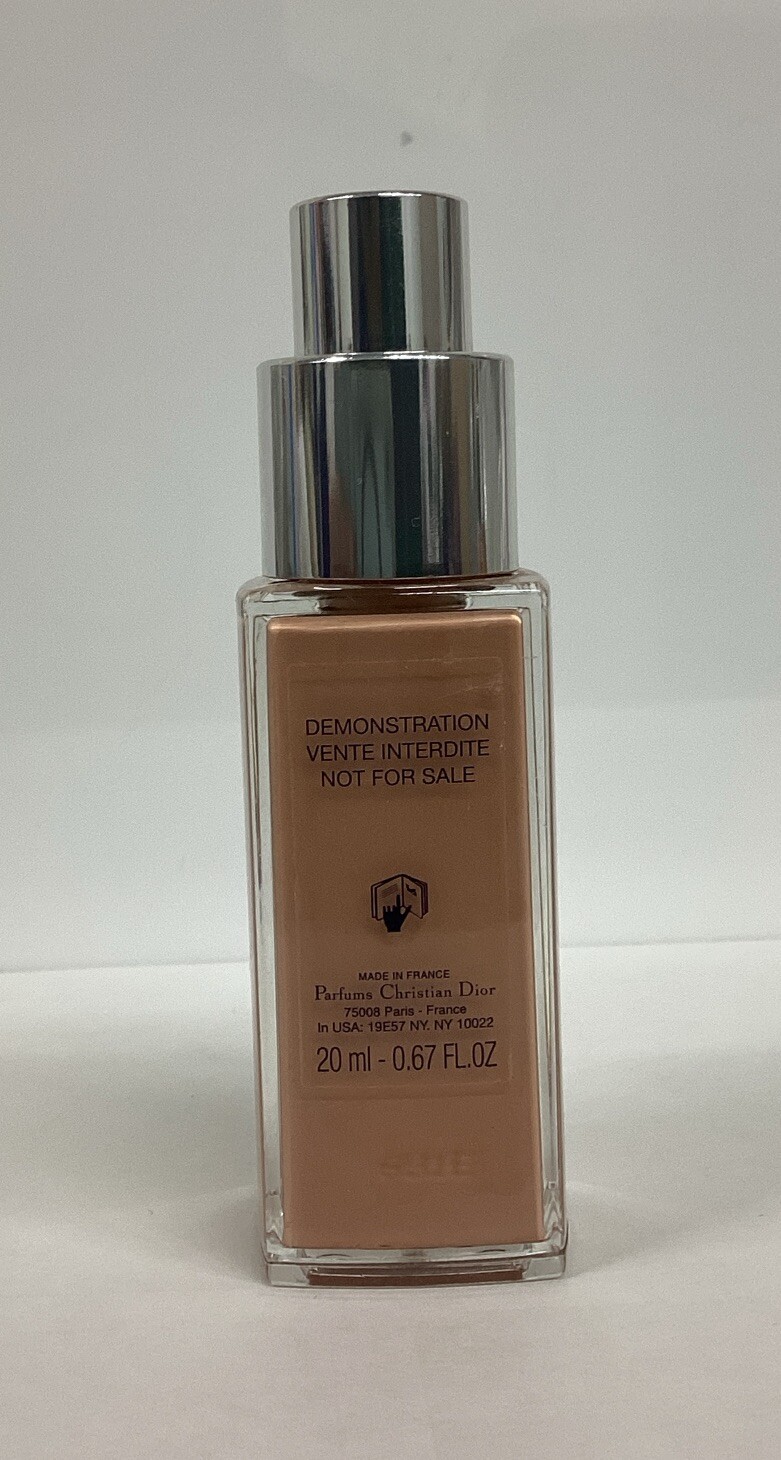 DEMONSTRATION
VENTE INTERDITE
NOT FOR SALE
MADE IN FRANCE
Parfums Christian Dior
75008 Paris - France
In USA: 19E57 NY. NY 10022
20 ml - 0.67 FL.OZ